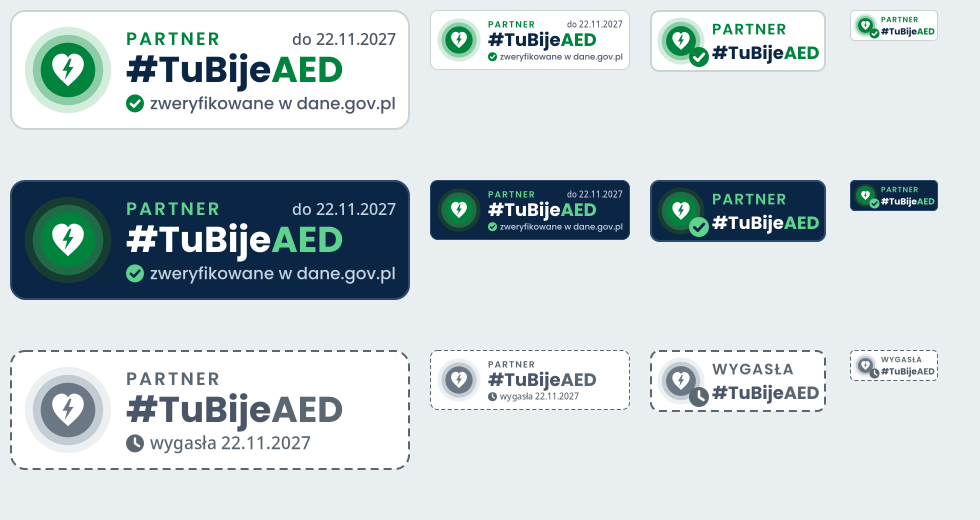 PARTNER do 22.11.2027
#TuBijeAED
zweryfikowane w dane.gov.pl
PARTNER do 22.11.2027
#TuBijeAED
zweryfikowane w dane.gov.pl
PARTNER
#TuBijeAED
PARTNER
#TuBijeAED
PARTNER do 22.11.2027
#TuBijeAED
zweryfikowane w dane.gov.pl
PARTNER do 22.11.2027
#TuBijeAED
zweryfikowane w dane.gov.pl
PARTNER
#TuBijeAED
PARTNER
#TuBijeAED
PARTNER
#TuBijeAED
wygasła 22.11.2027
PARTNER
#TuBijeAED
wygasła 22.11.2027
WYGASŁA
#TuBijeAED
WYGASŁA
#TuBijeAED